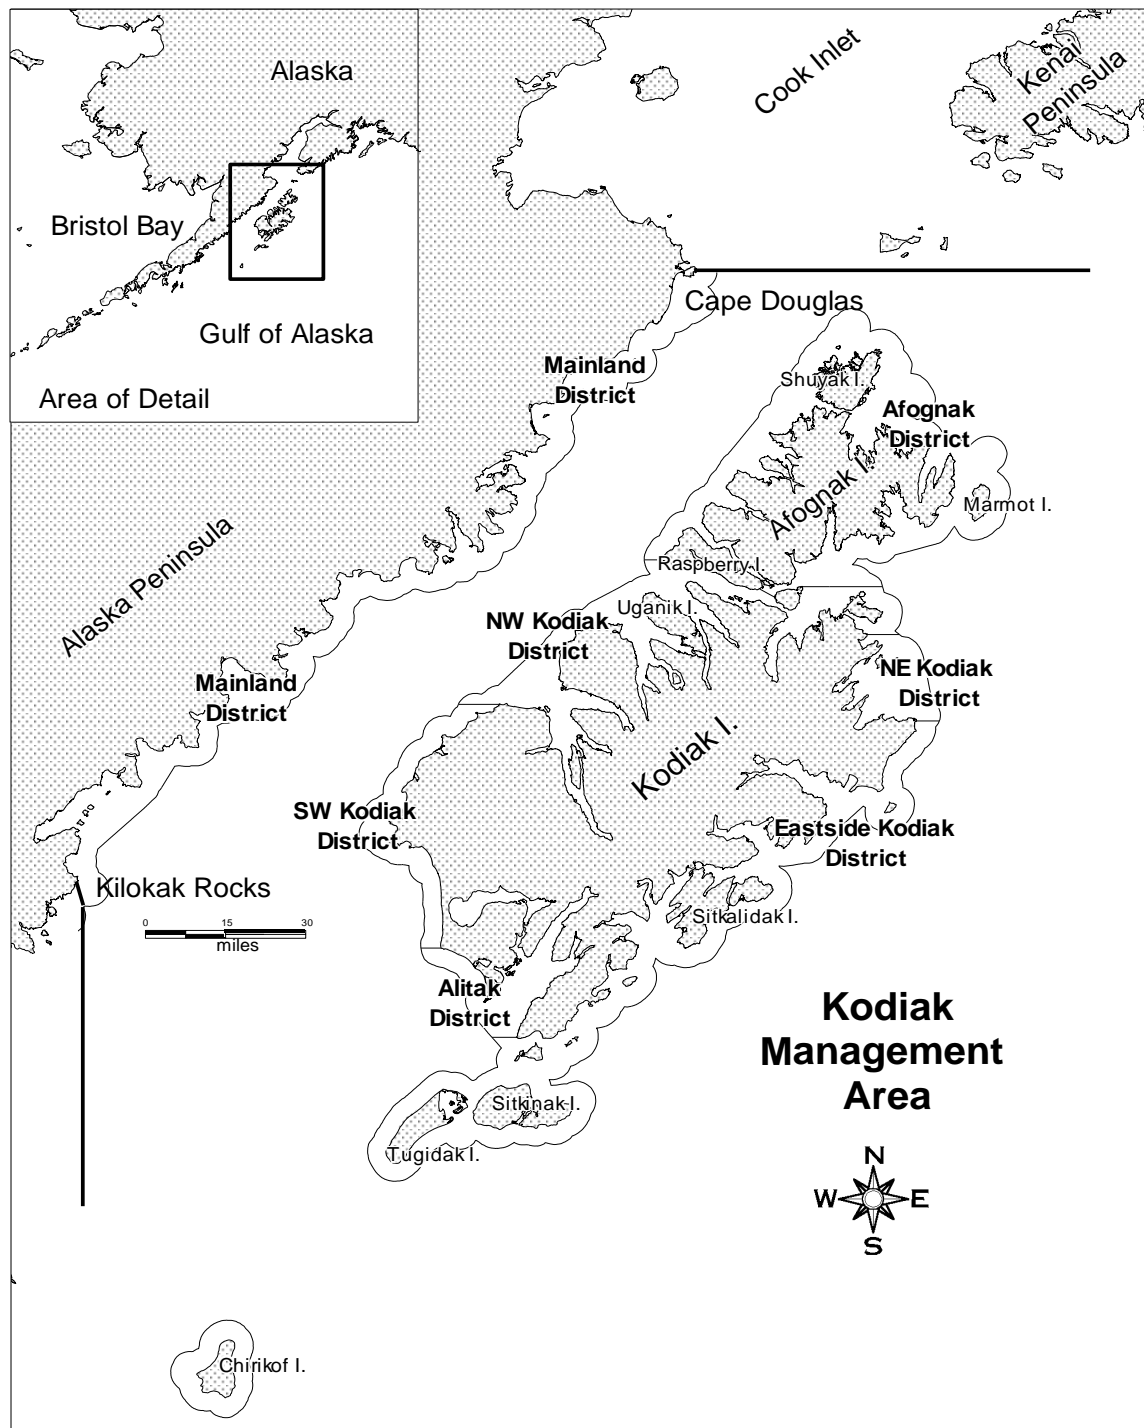 Alaska
Bristol Bay
Gulf of Alaska
Area of Detail
Cook Inlet
Kenai
Peninsula
Cape Douglas
Mainland
District
Shuyak I.
Afognak
District
Afognak I.
Marmot I.
Alaska Peninsula
Raspberry I.
Uganik I.
NW Kodiak
District
NE Kodiak
District
Mainland
District
Kodiak I.
SW Kodiak
District
Eastside Kodiak
District
Kilokak Rocks
0 15 30
miles
Sitkalidak I.
Alitak
District
Kodiak
Management
Area
Sitkinak I.
Tugidak I.
N
W E
S
Chirikof I.